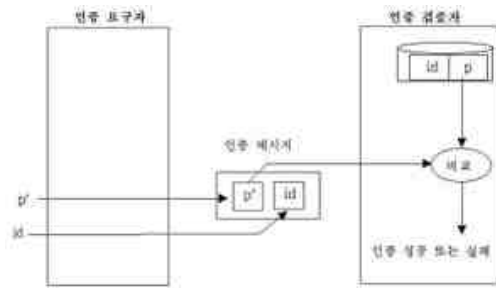 인증 요구자
인증 검증자
id p
인증 메시지
비교
p'
p' id
id
인증 성공 또는 실패